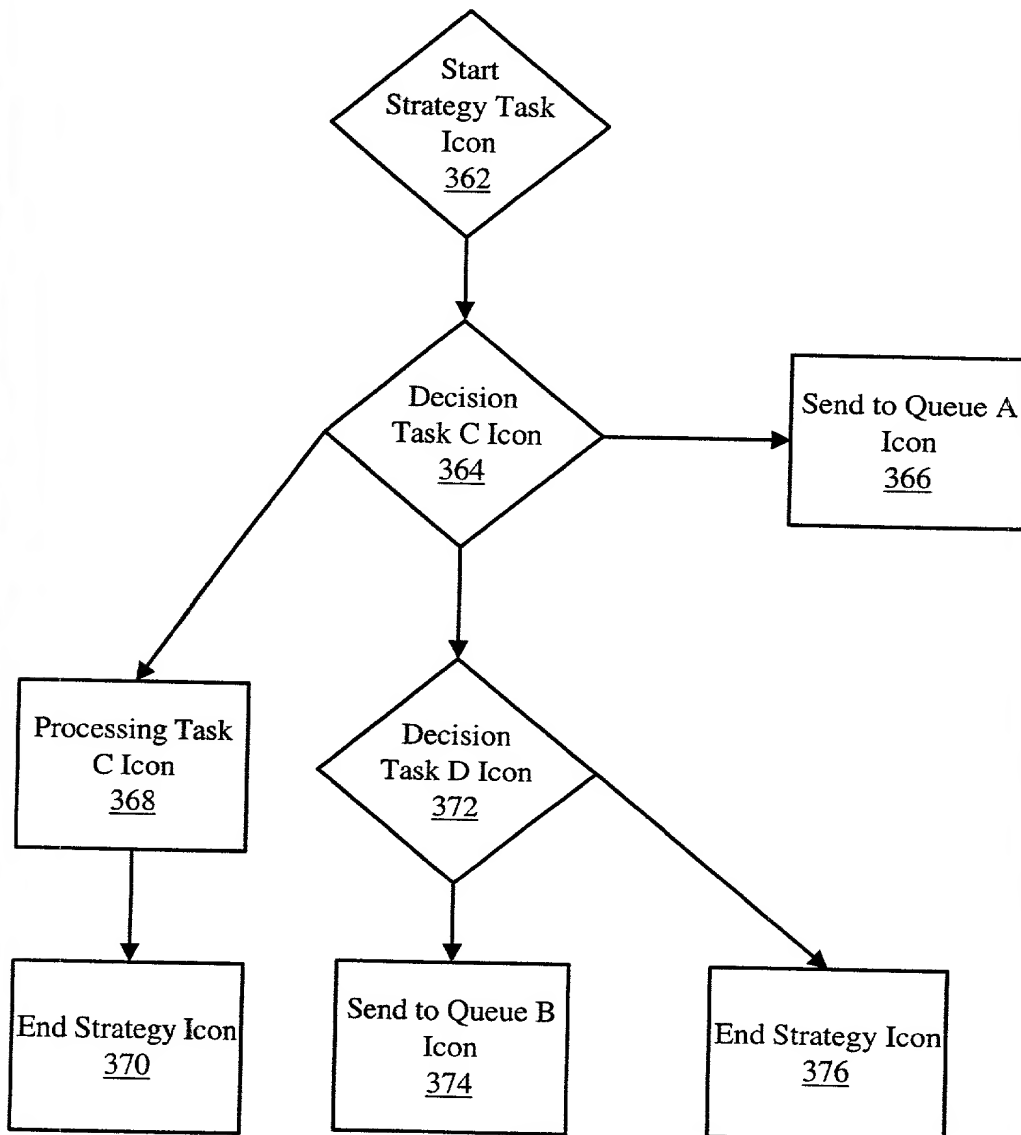 Start
Strategy Task
Icon
362
Decision
Task C Icon
364
Send to Queue A
Icon
366
Processing Task
C Icon
368
Decision
Task D Icon
372
End Strategy Icon
370
Send to Queue B
Icon
374
End Strategy Icon
376